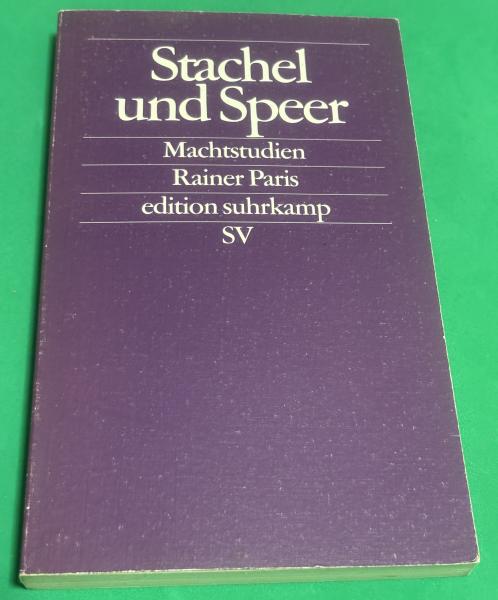 Stachel
und Speer
Machtstudien
Rainer Paris
edition suhrkamp
SV